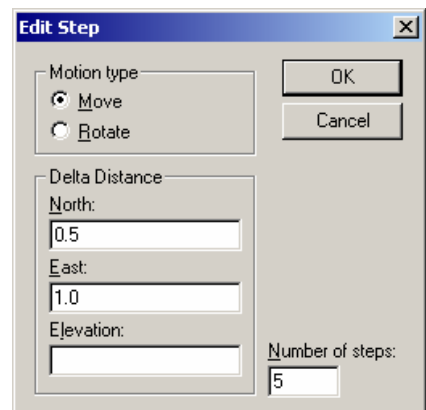 Edit Step
Motion type
Move
Rotate
OK
Cancel
Delta Distance
North:
0.5
East:
1.0
Elevation:
Number of steps:
5